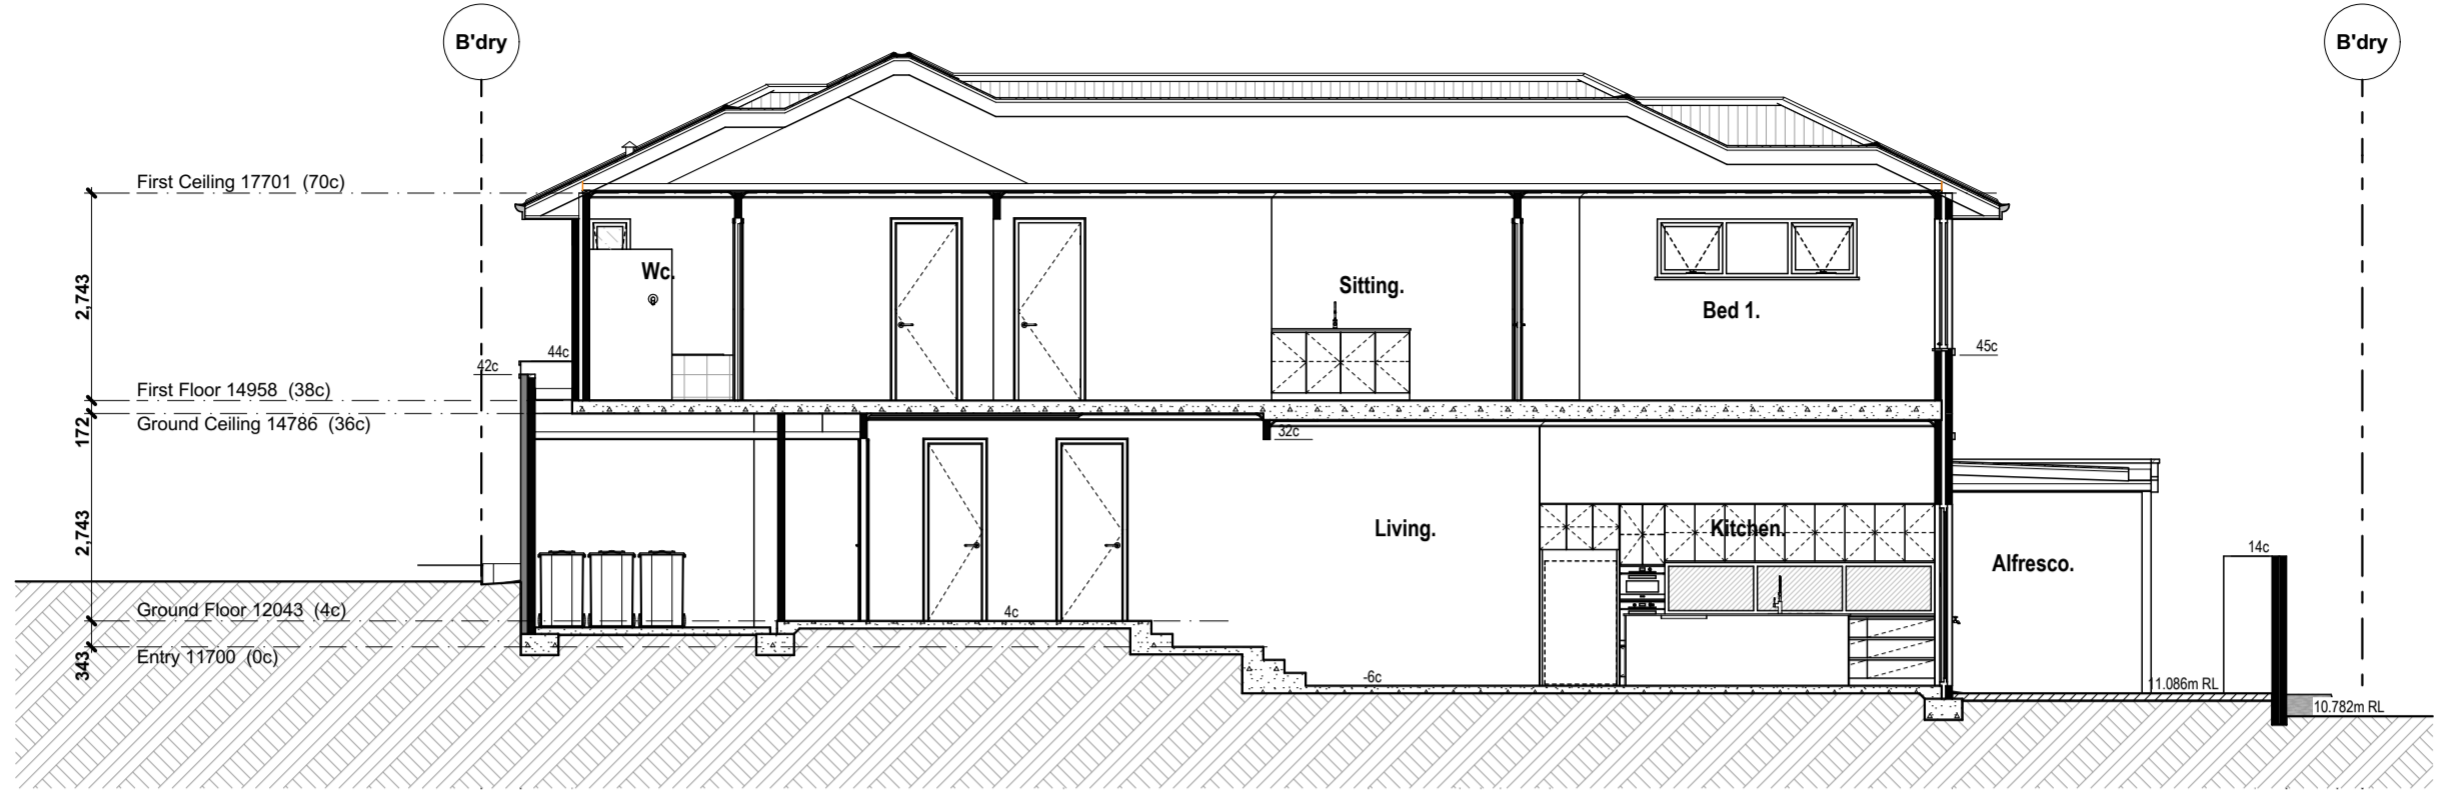 B'dry
B'dry
First Ceiling 17701 (70c)
2,743
Wc.
Sitting.
Bed 1.
44c
42c
45c
First Floor 14958 (38c)
172
Ground Ceiling 14786 (36c)
32c
2,743
Living.
Kitchen.
Alfresco.
14c
Ground Floor 12043 (4c)
4c
343
Entry 11700 (0c)
-6c
11.086m RL
10.782m RL